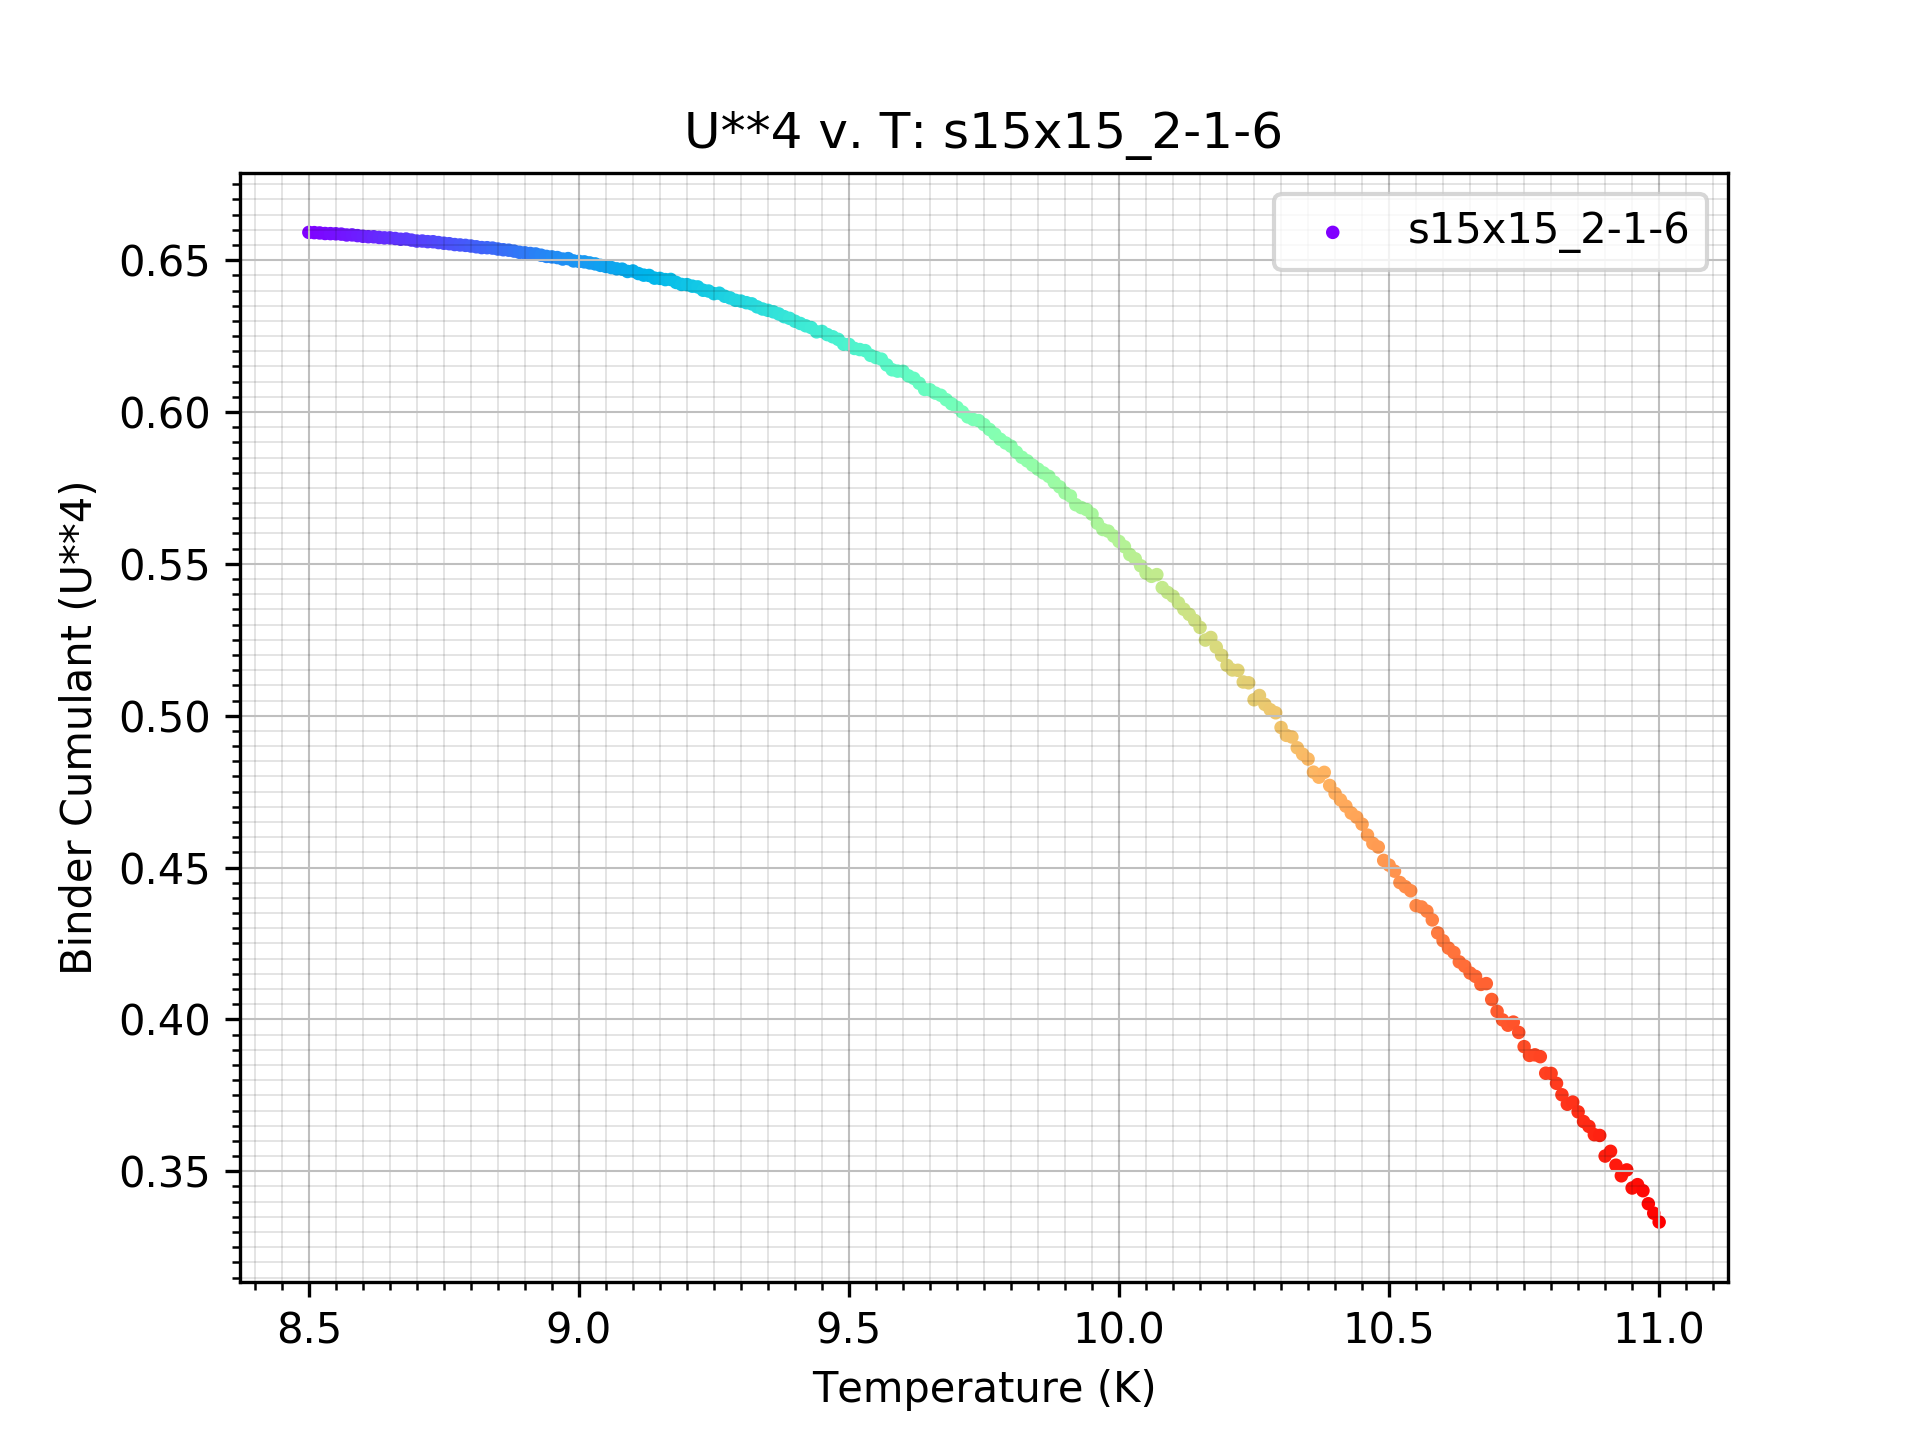 U**4 v. T: s15x15_2-1-6
s15x15_2-1-6
Binder Cumulant (U**4)
0.65
0.60
0.55
0.50
0.45
0.40
0.35
8.5 9.0 9.5 10.0 10.5 11.0
Temperature (K)